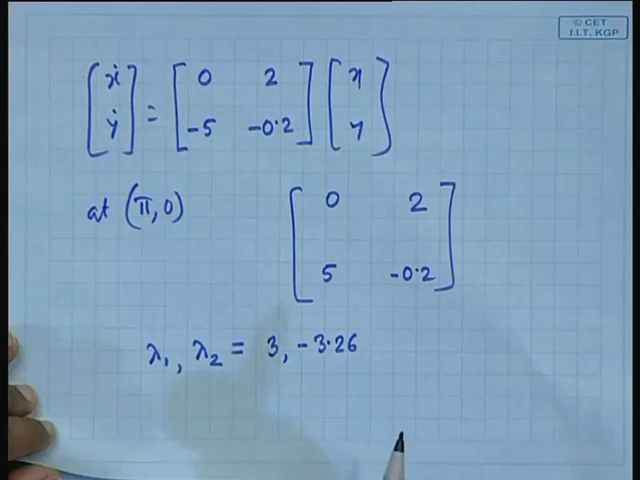 © CET
I.I.T. KGP
[ẋ ẏ] = [0 2; -5 -0.2] [x y]
at (π, 0) [0 2; 5 -0.2]
λ₁, λ₂ = 3, -3.26